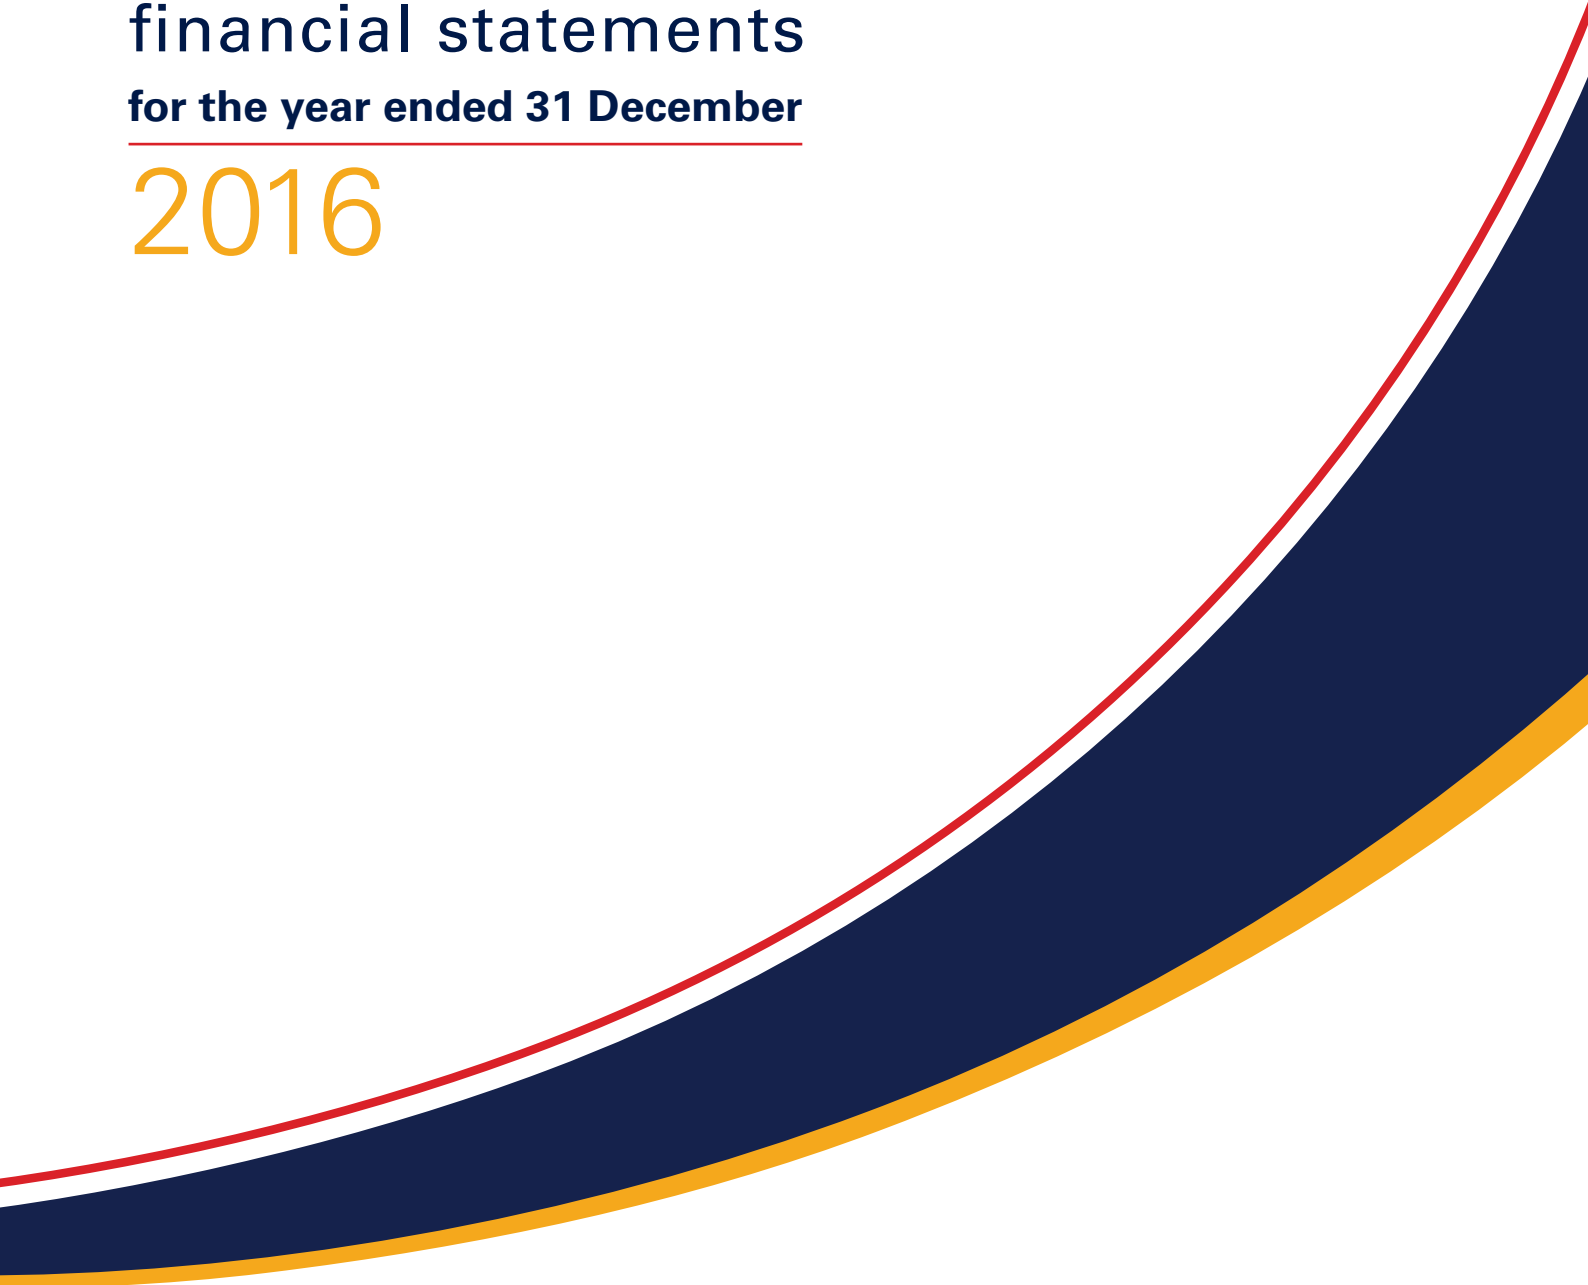 financial statements
for the year ended 31 December
2016